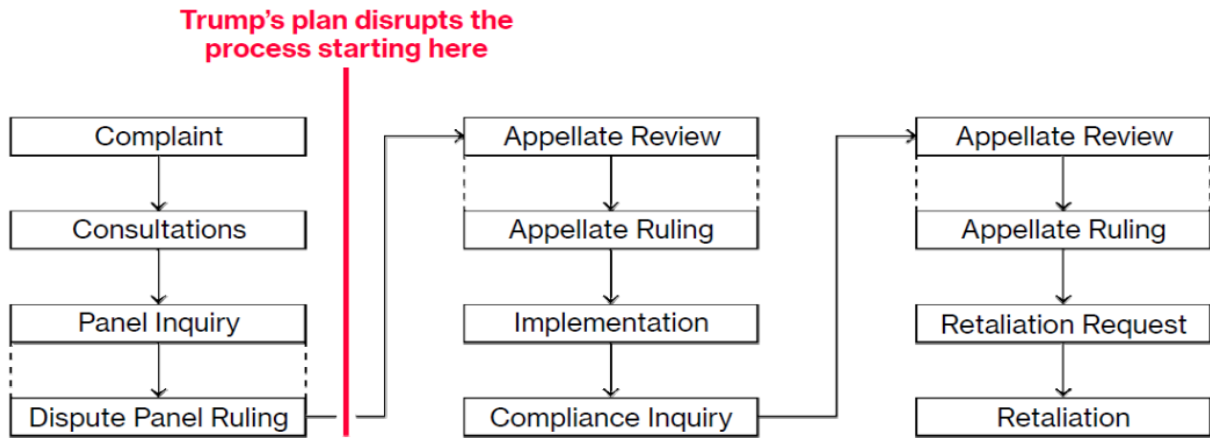 Trump’s plan disrupts the
process starting here
Complaint
Consultations
Panel Inquiry
Dispute Panel Ruling
Appellate Review
Appellate Ruling
Implementation
Compliance Inquiry
Appellate Review
Appellate Ruling
Retaliation Request
Retaliation